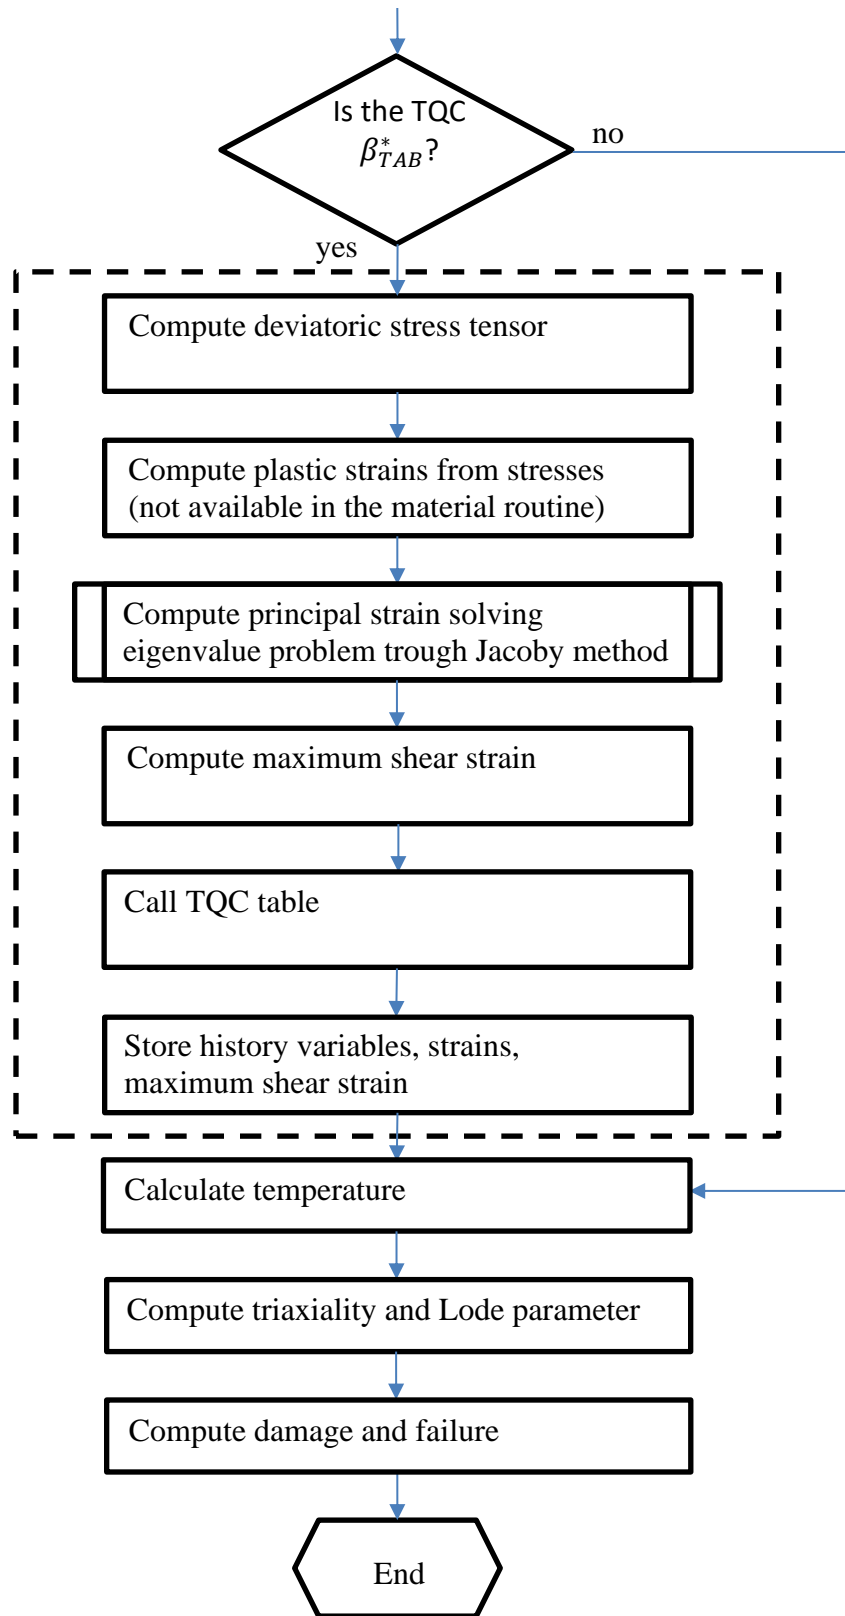 Is the TQC
β*TAB?
no
yes
Compute deviatoric stress tensor
Compute plastic strains from stresses
(not available in the material routine)
Compute principal strain solving
eigenvalue problem trough Jacoby method
Compute maximum shear strain
Call TQC table
Store history variables, strains,
maximum shear strain
Calculate temperature
Compute triaxiality and Lode parameter
Compute damage and failure
End